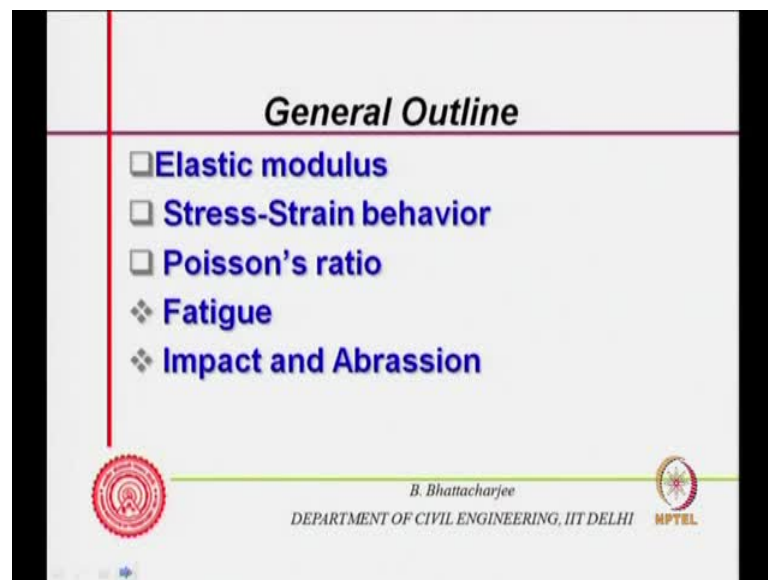 General Outline
Elastic modulus
Stress-Strain behavior
Poisson's ratio
Fatigue
Impact and Abrassion
B. Bhattacharjee
DEPARTMENT OF CIVIL ENGINEERING, IIT DELHI
NPTEL